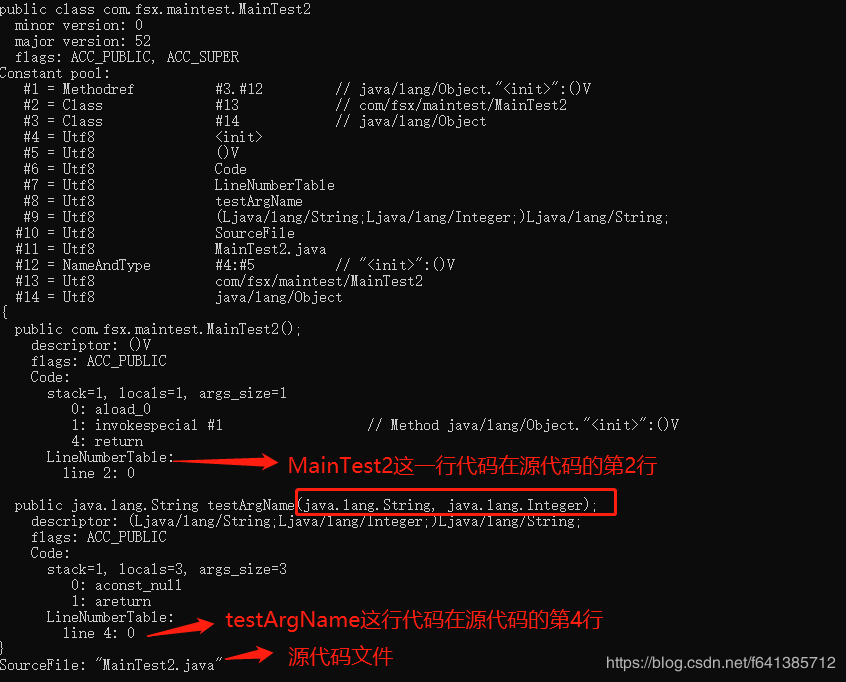 public class com.fsx.maintest.MainTest2
  minor version: 0
  major version: 52
  flags: ACC_PUBLIC, ACC_SUPER
Constant pool:
   #1 = Methodref          #3.#12         // java/lang/Object."<init>":()V
   #2 = Class              #13            // com/fsx/maintest/MainTest2
   #3 = Class              #14            // java/lang/Object
   #4 = Utf8               <init>
   #5 = Utf8               ()V
   #6 = Utf8               Code
   #7 = Utf8               LineNumberTable
   #8 = Utf8               testArgName
   #9 = Utf8               (Ljava/lang/String;Ljava/lang/Integer;)Ljava/lang/String;
  #10 = Utf8               SourceFile
  #11 = Utf8               MainTest2.java
  #12 = NameAndType        #4:#5          // "<init>":()V
  #13 = Utf8               com/fsx/maintest/MainTest2
  #14 = Utf8               java/lang/Object
{
  public com.fsx.maintest.MainTest2();
    descriptor: ()V
    flags: ACC_PUBLIC
    Code:
      stack=1, locals=1, args_size=1
         0: aload_0
         1: invokespecial #1                  // Method java/lang/Object."<init>":()V
         4: return
      LineNumberTable: MainTest2这一行代码在源代码的第2行
        line 2: 0
  public java.lang.String testArgName(java.lang.String, java.lang.Integer);
    descriptor: (Ljava/lang/String;Ljava/lang/Integer;)Ljava/lang/String;
    flags: ACC_PUBLIC
    Code:
      stack=1, locals=3, args_size=3
         0: aconst_null
         1: areturn
      LineNumberTable: testArgName这行代码在源代码的第4行
        line 4: 0
}
SourceFile: "MainTest2.java" 源代码文件
https://blog.csdn.net/f641385712